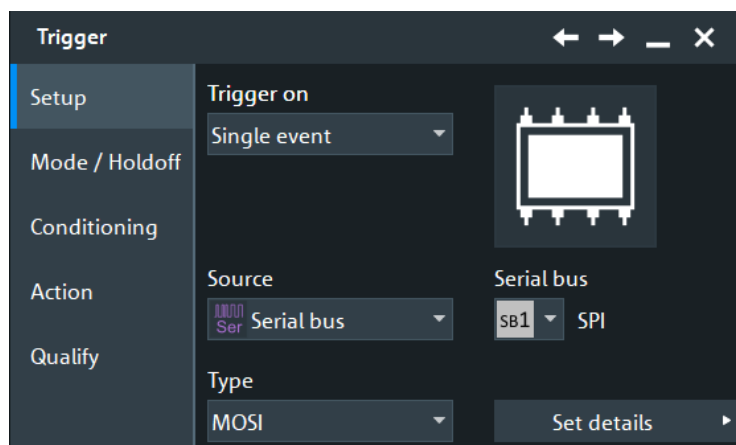 Trigger
Setup
Mode / Holdoff
Conditioning
Action
Qualify
Trigger on
Single event
Source
Serial bus
Ser Serial bus
SB1 SPI
Type
MOSI
Set details